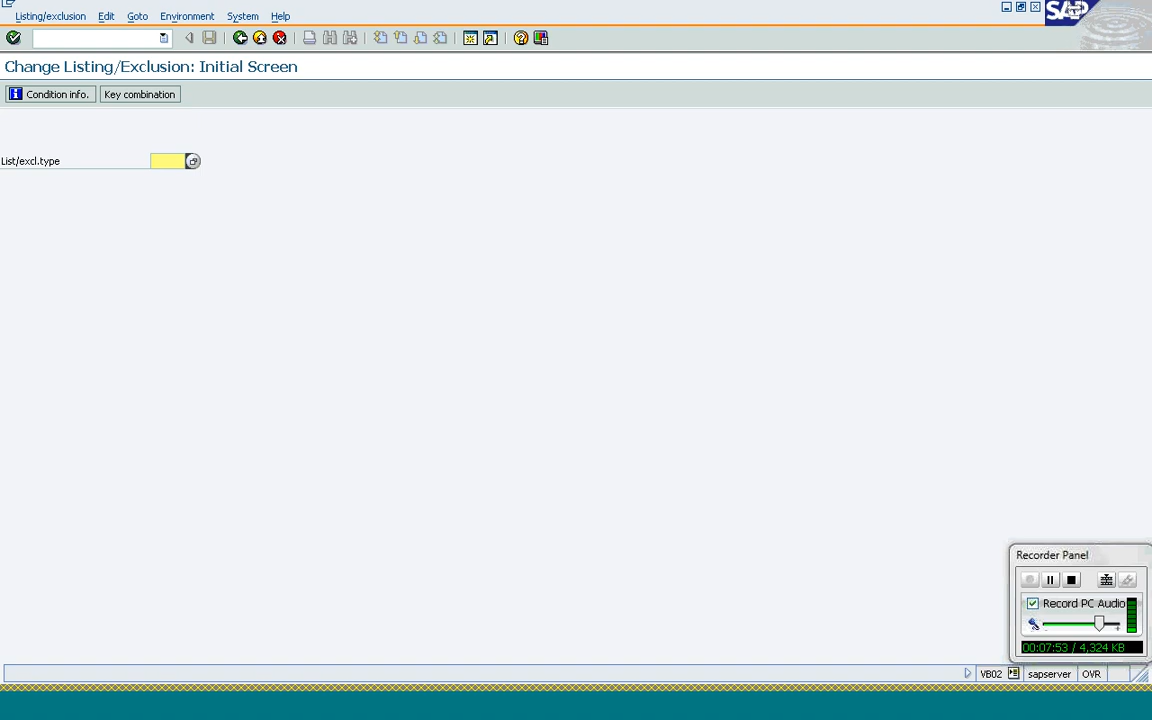 Listing/exclusion Edit Goto Environment System Help
SAP
Change Listing/Exclusion: Initial Screen
Condition info. Key combination
List/excl.type
Recorder Panel
Record PC Audio
00:07:53 / 4,324 KB
VB02 sapserver OVR